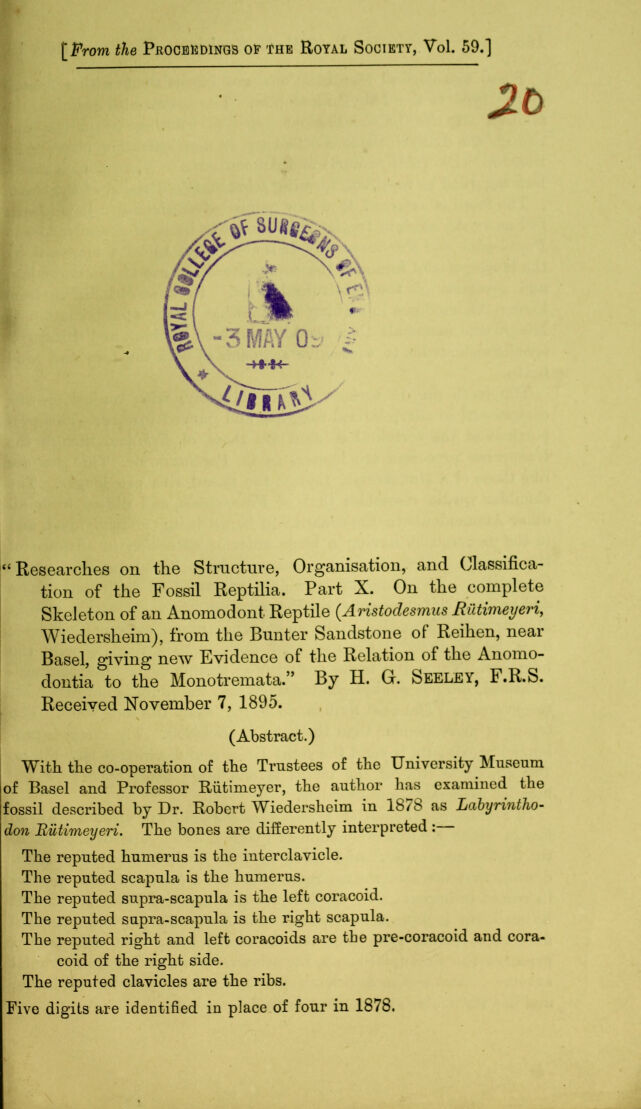 [From the PROCEEDINGS OF THE ROYAL SOCIETY, Vol. 59.]
20
ROYAL COLLEGE OF SURGEONS OF
-3 MAY
LIBRARY
“Researches on the Structure, Organisation, and Classifica-
tion of the Fossil Reptilia. Part X. On the complete
Skeleton of an Anomodont Reptile (Aristodesmus Rütimeyeri,
Wiedersheim), from the Bunter Sandstone of Reihen, near
Basel, giving new Evidence of the Relation of the Anomo-
dontia to the Monotremata.” By H. G. SEELEY, F.R.S.
Received November 7, 1895.
(Abstract.)
With the co-operation of the Trustees of the University Museum
of Basel and Professor Rütimeyer, the author has examined the
fossil described by Dr. Robert Wiedersheim in 1878 as Labyrintho-
don Rütimeyeri. The bones are differently interpreted :—
The reputed humerus is the interclavicle.
The reputed scapula is the humerus.
The reputed supra-scapula is the left coracoid.
The reputed supra-scapula is the right scapula.
The reputed right and left coracoids are the pre-coracoid and cora-
coid of the right side.
The reputed clavicles are the ribs.
Five digits are identified in place of four in 1878.